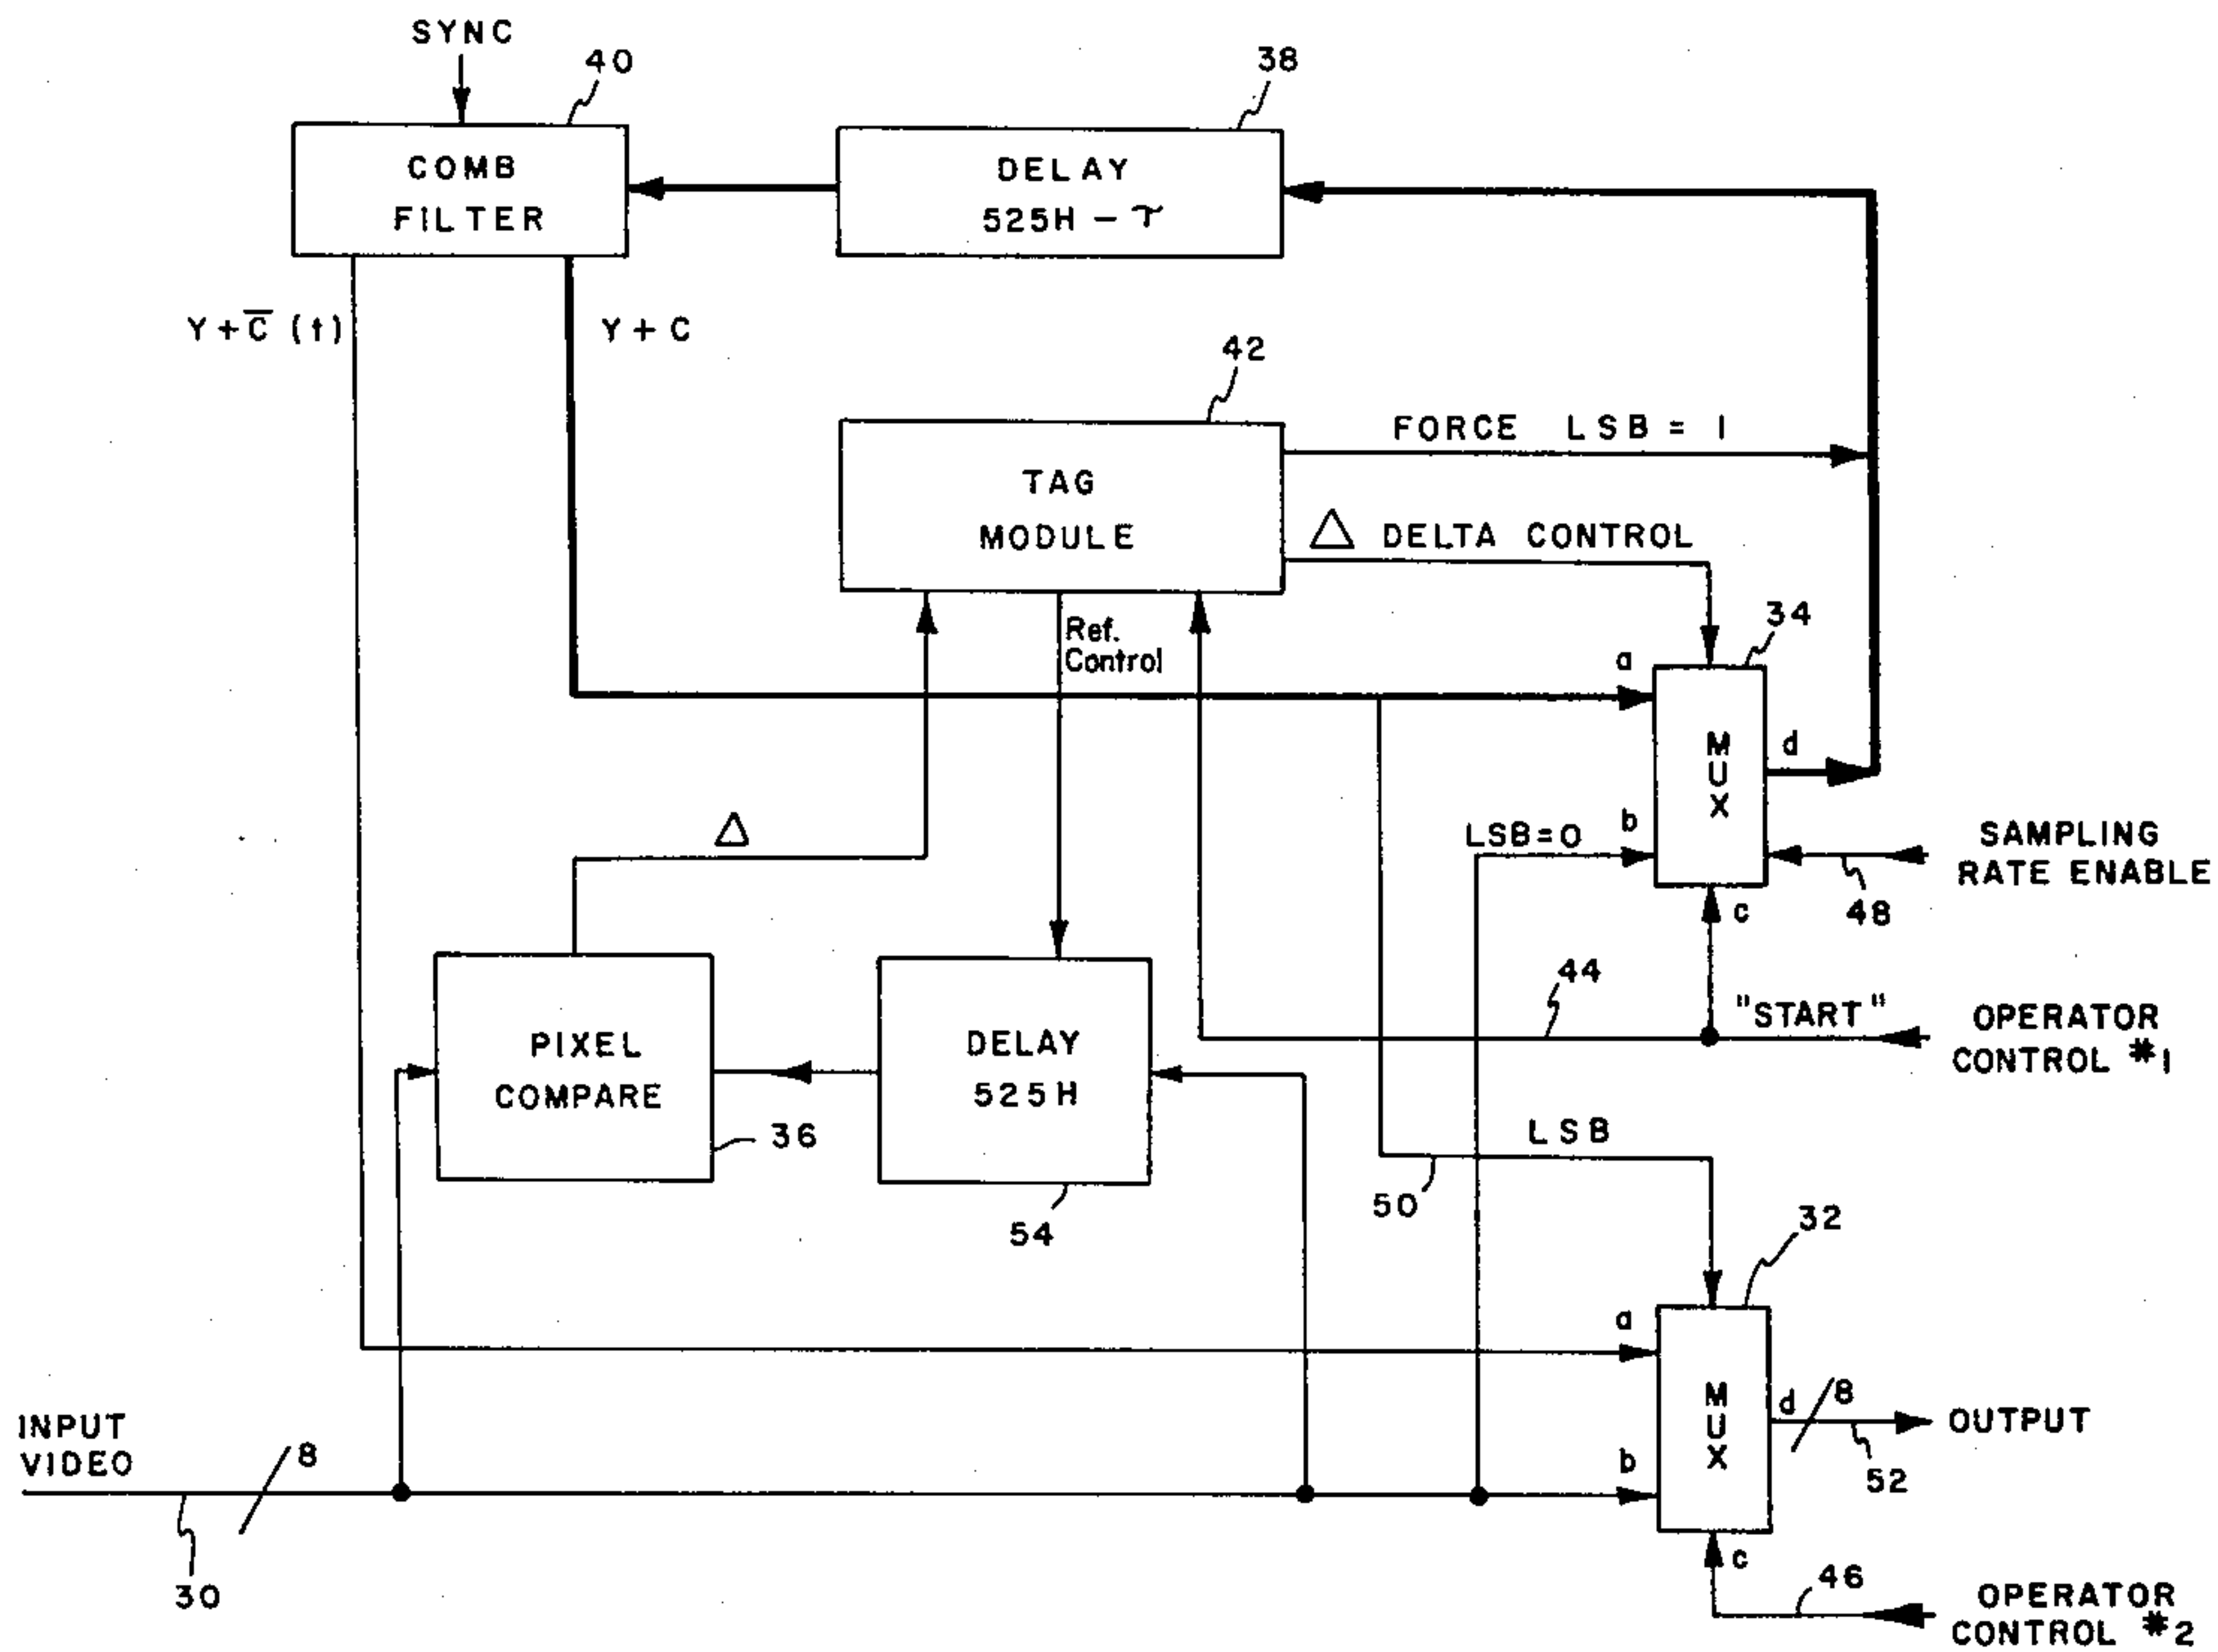 SYNC
40
38
COMB
FILTER
DELAY
525H - τ
Y + C̅ (t)
Y + C
42
TAG
MODULE
FORCE LSB = 1
△ DELTA CONTROL
Ref.
Control
34
a
MUX
d
b
LSB=0
△
SAMPLING
RATE ENABLE
48
c
44
"START"
OPERATOR
CONTROL #1
PIXEL
COMPARE
36
DELAY
525H
54
LSB
50
32
a
MUX
d
8
OUTPUT
52
b
INPUT
VIDEO
8
30
c
46
OPERATOR
CONTROL #2